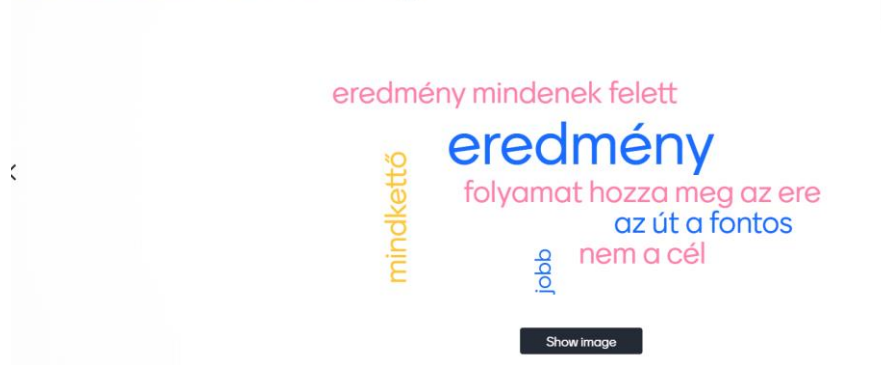 eredmény mindenek felett
eredmény
mindkettő
folyamat hozza meg az ere
az út a fontos
nem a cél
jobb
Show image